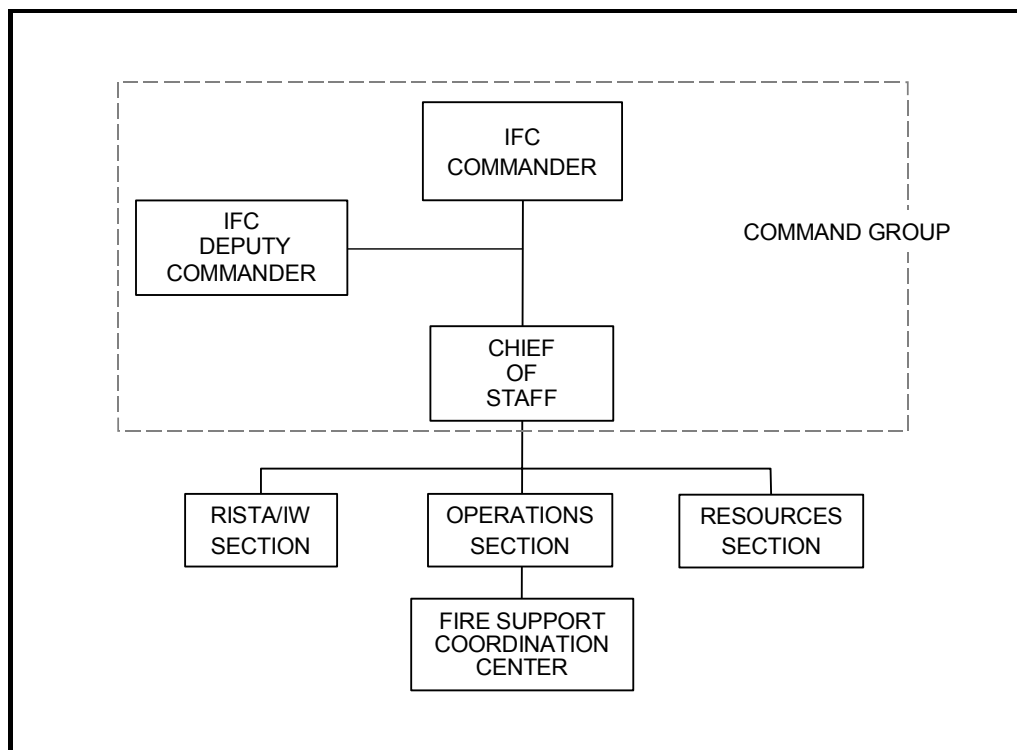 IFC
COMMANDER
IFC
DEPUTY
COMMANDER
COMMAND GROUP
CHIEF
OF
STAFF
RISTA/IW
SECTION
OPERATIONS
SECTION
RESOURCES
SECTION
FIRE SUPPORT
COORDINATION
CENTER